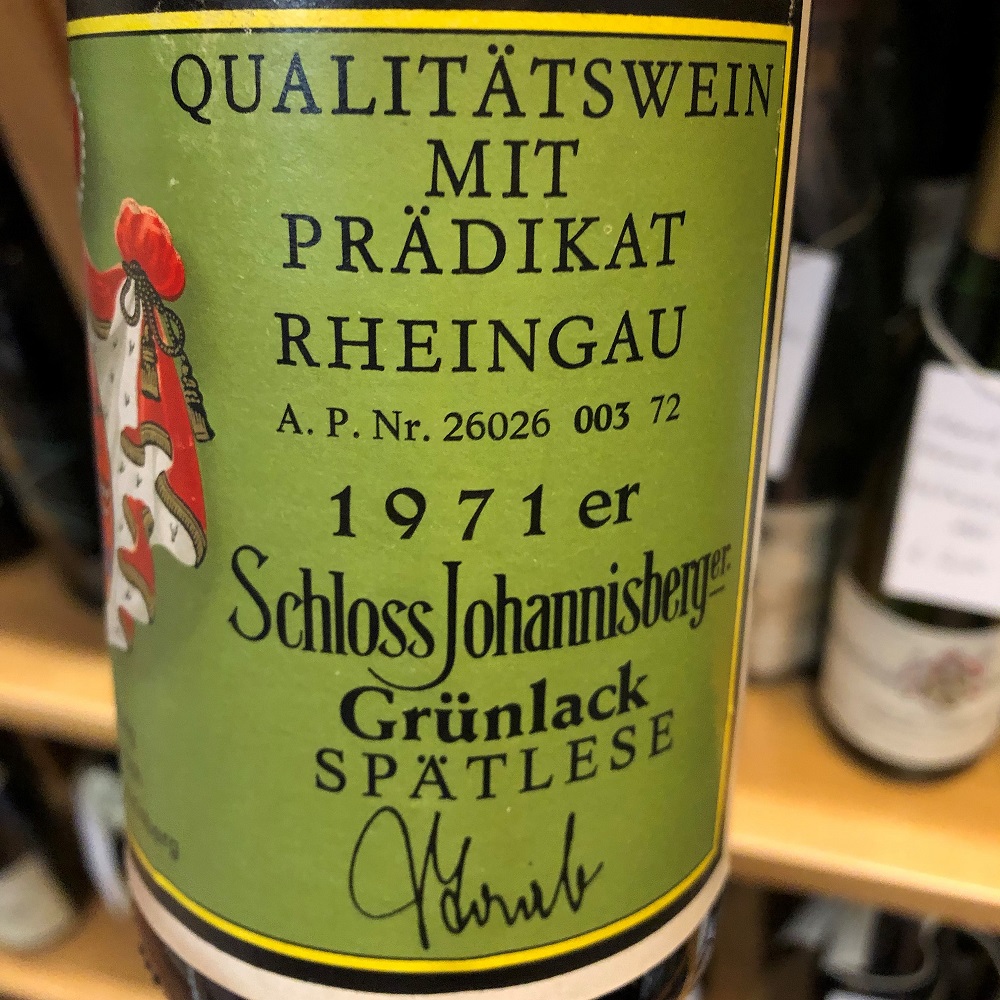 QUALITÄTSWEIN
MIT
PRÄDIKAT
RHEINGAU
A. P. Nr. 26026 003 72
1971er
Schloss Johannisberger.
Grünlack
SPÄTLESE